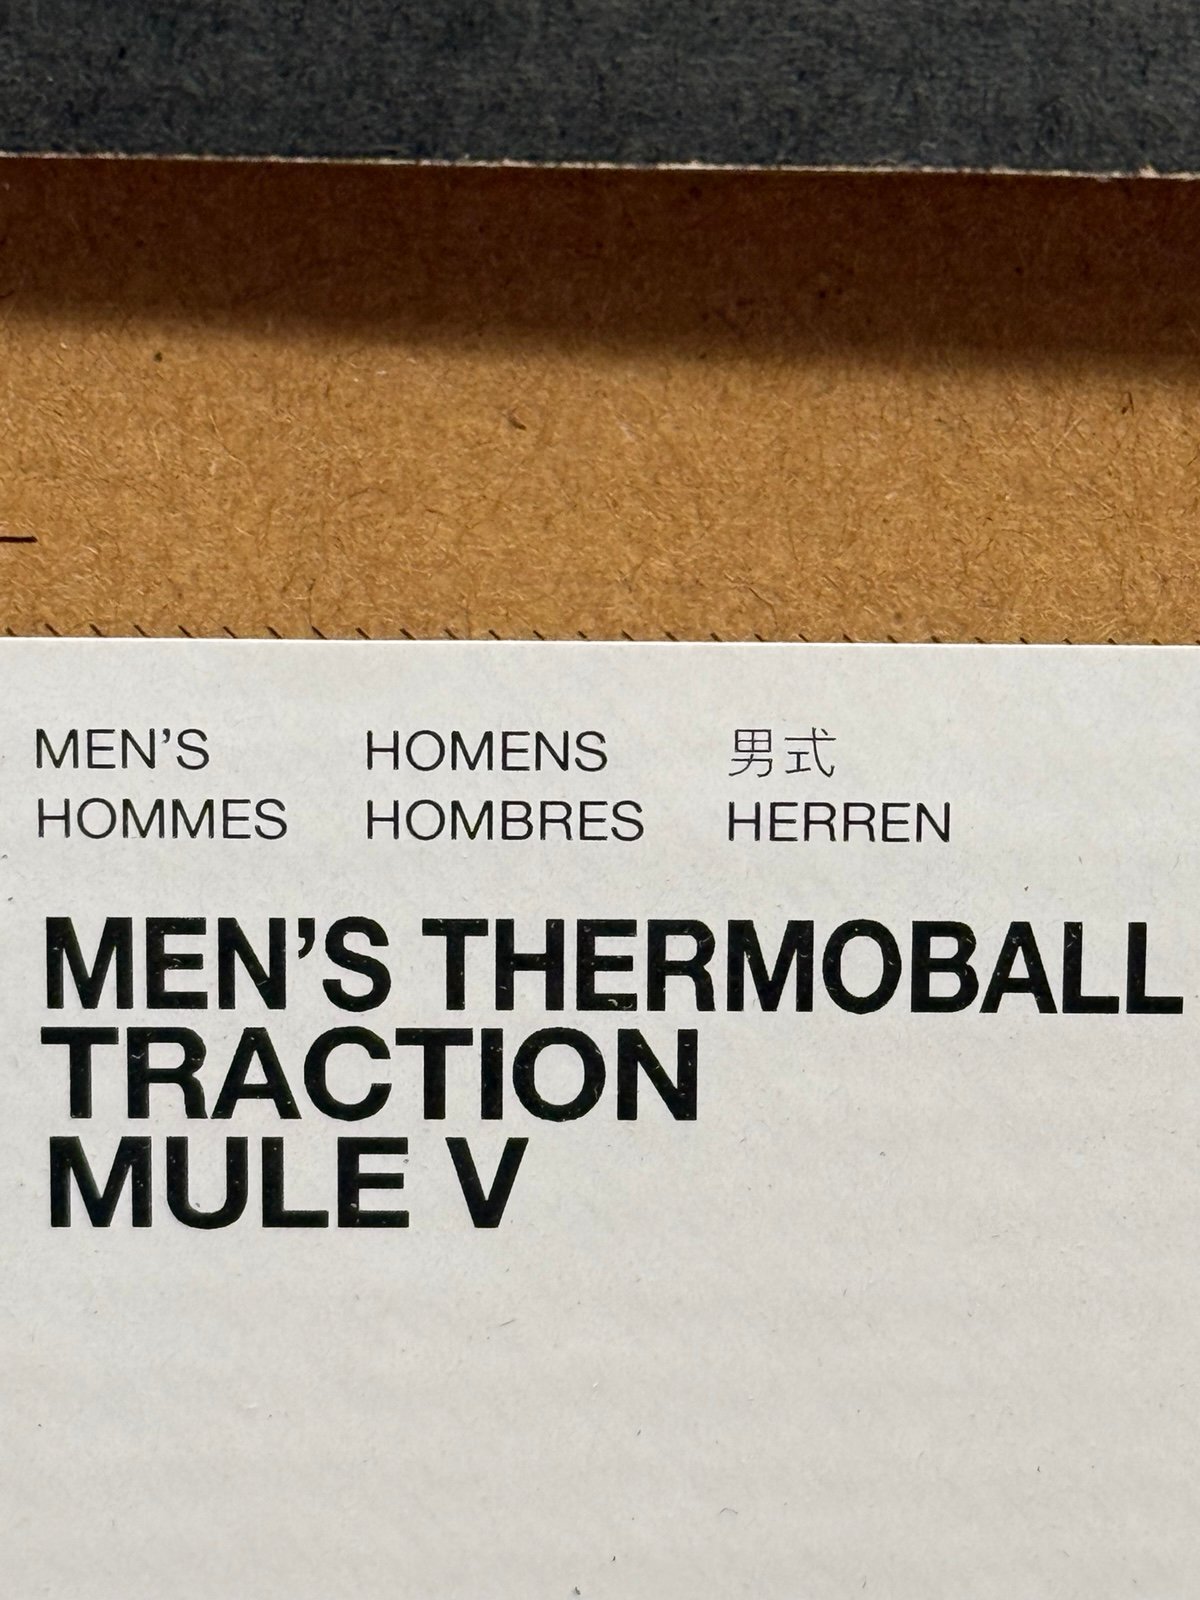 MEN’S HOMENS 男式
HOMMES HOMBRES HERREN
MEN’S THERMOBALL
TRACTION
MULE V